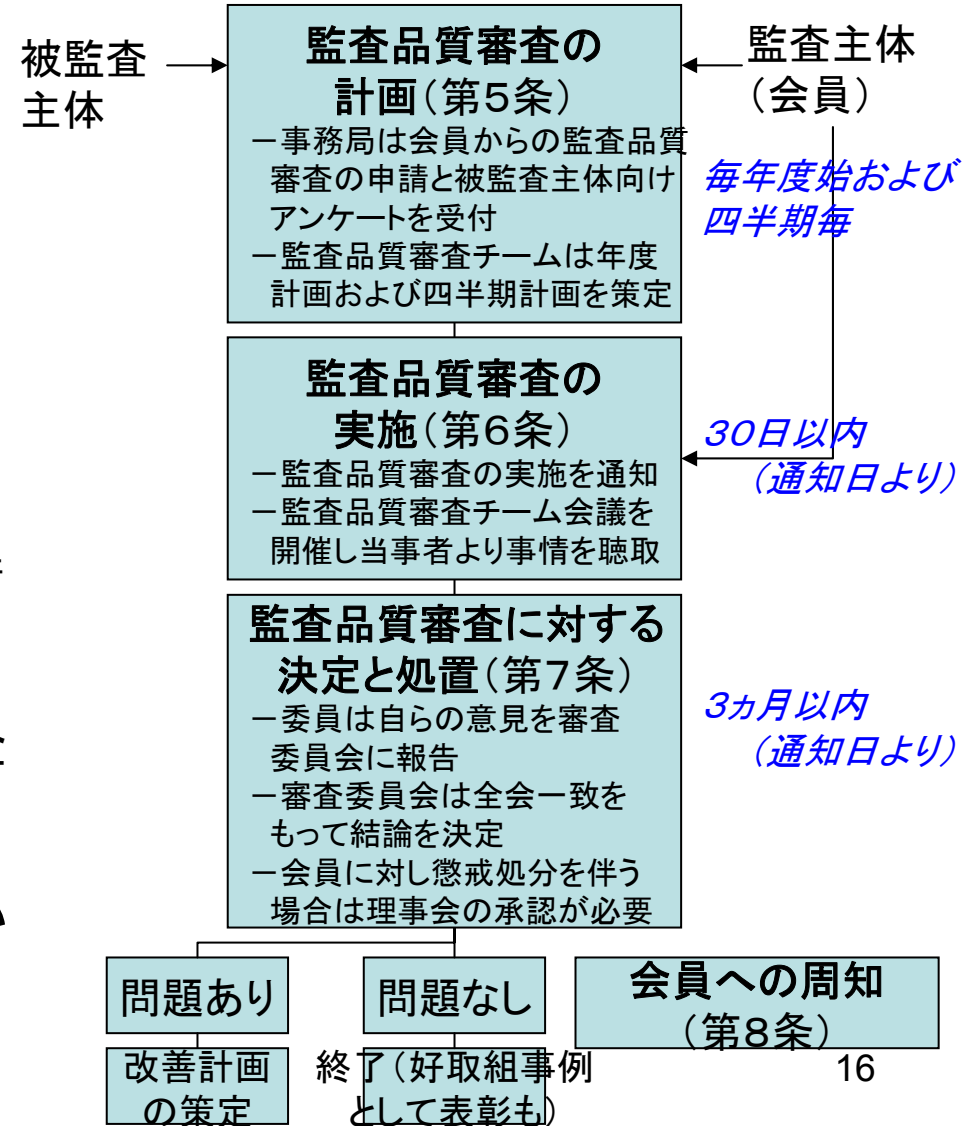 被監査
主体
監査主体
（会員）
監査品質審査の
計画（第5条）
－事務局は会員からの監査品質
審査の申請と被監査主体向け
アンケートを受付
－監査品質審査チームは年度
計画および四半期計画を策定
毎年度始および
四半期毎
監査品質審査の
実施（第6条）
－監査品質審査の実施を通知
－監査品質審査チーム会議を
開催し当事者より事情を聴取
30日以内
（通知日より）
監査品質審査に対する
決定と処置（第7条）
－委員は自らの意見を審査
委員会に報告
－審査委員会は全会一致を
もって結論を決定
－会員に対し懲戒処分を伴う
場合は理事会の承認が必要
3ヵ月以内
（通知日より）
問題あり
問題なし
会員への周知
（第8条）
改善計画
の策定
終了（好取組事例
として表彰も）
16